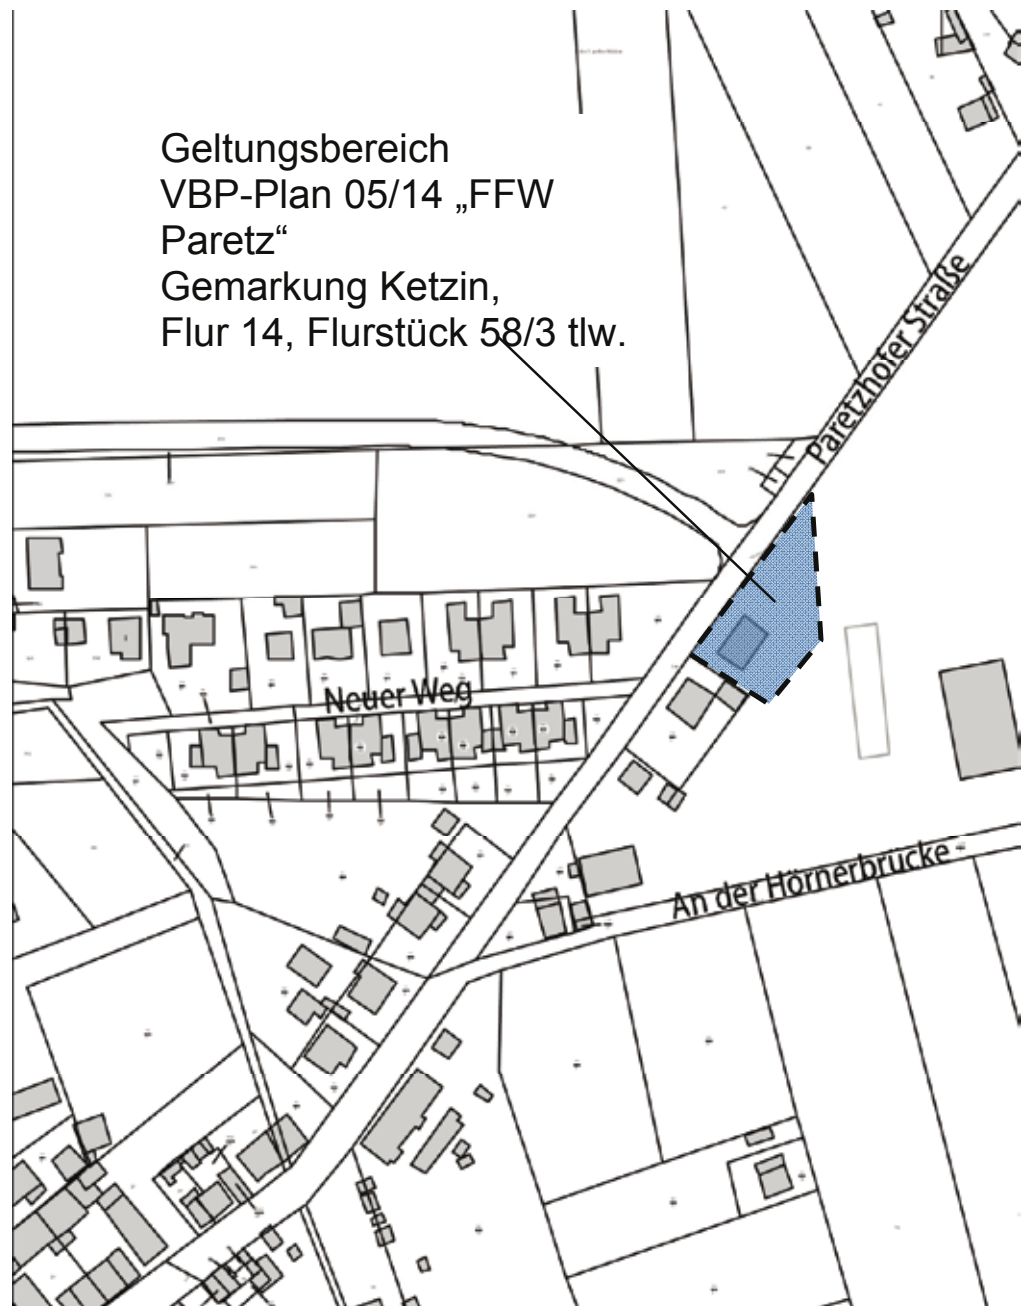 Geltungsbereich
VBP-Plan 05/14 „FFW
Paretz“
Gemarkung Ketzin,
Flur 14, Flurstück 58/3 tlw.
Paretzhofer Straße
Neuer Weg
An der Hörnerbrücke